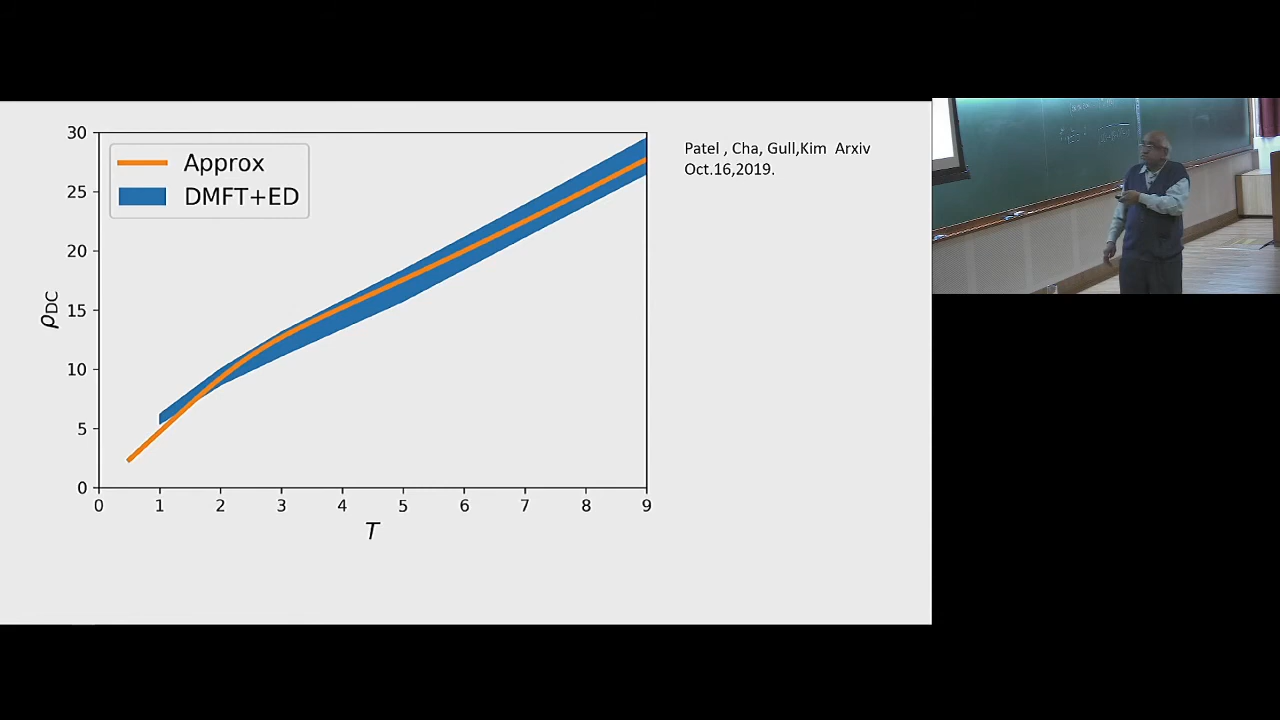 30
25
20
15
10
5
0
ρDC
Approx
DMFT+ED
0 1 2 3 4 5 6 7 8 9
T
Patel , Cha, Gull,Kim Arxiv
Oct.16,2019.